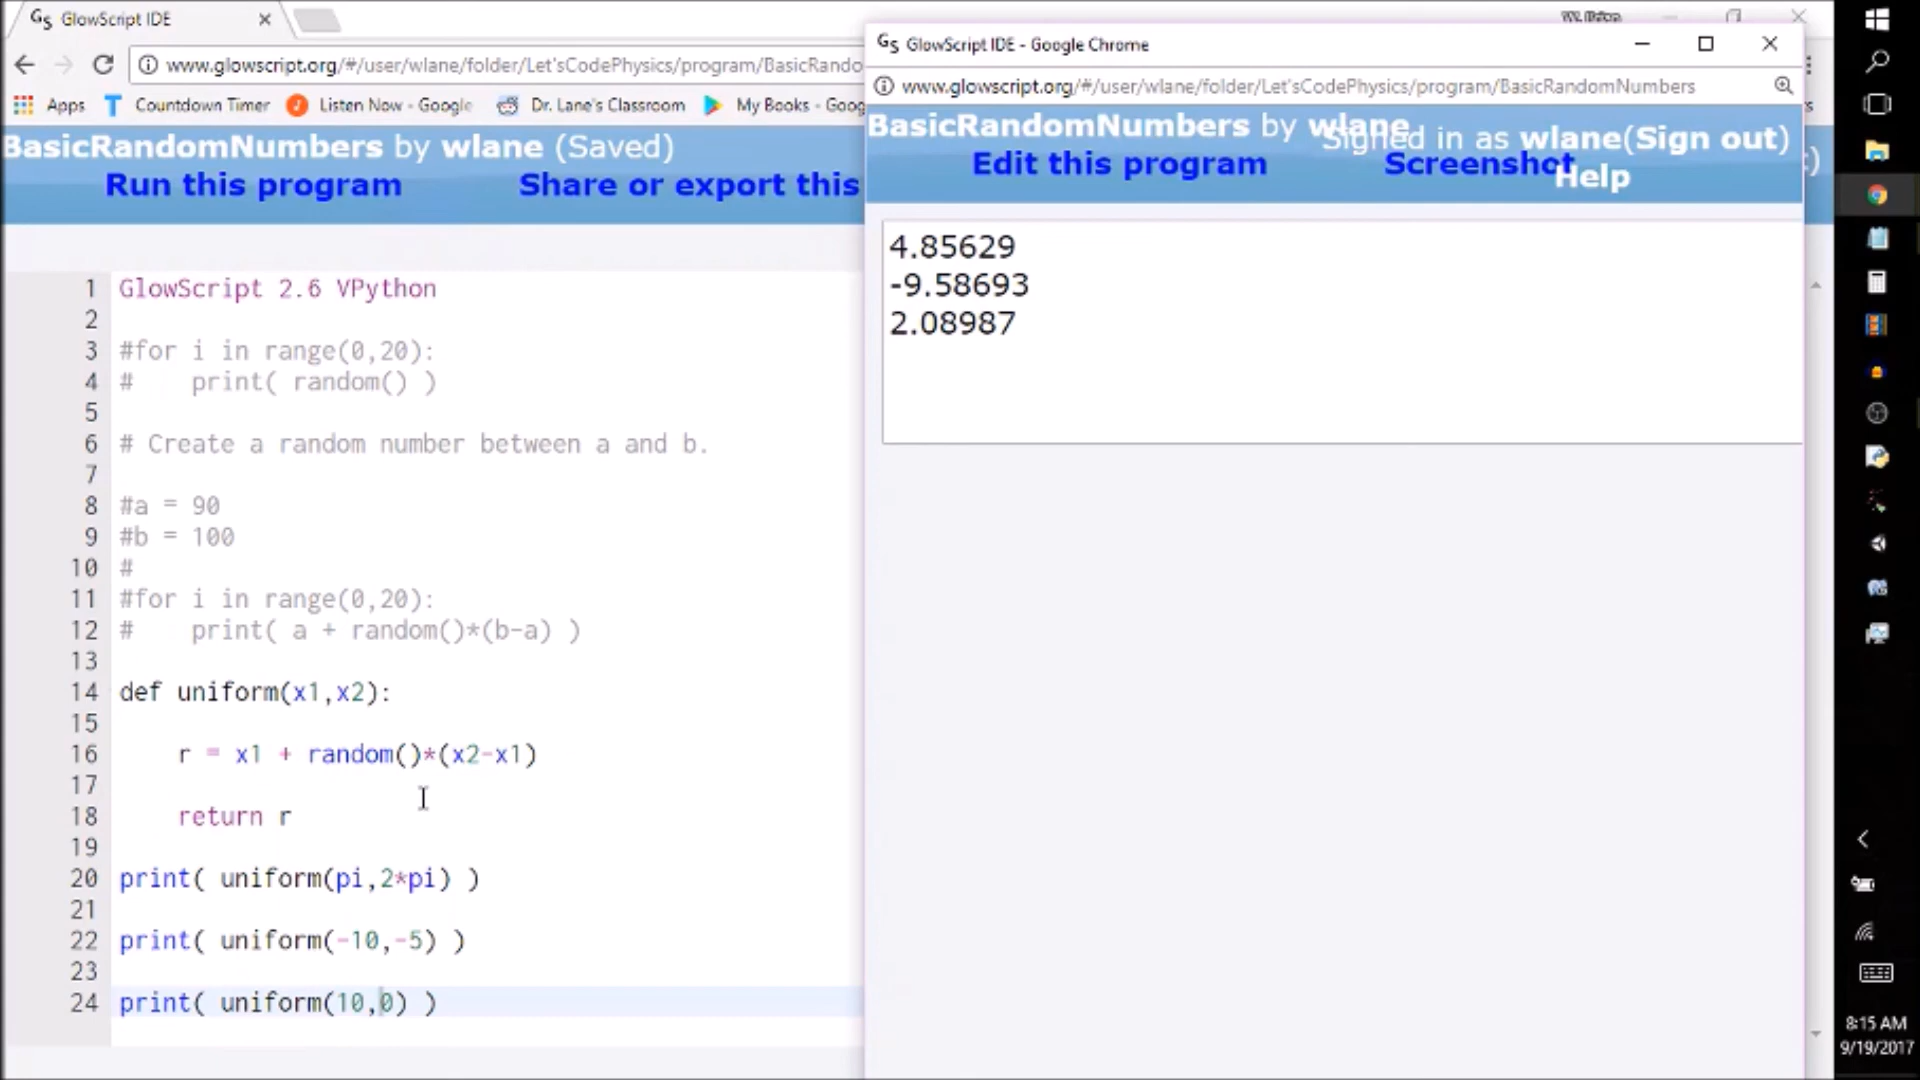 GlowScript IDE
www.glowscript.org/#/user/wlane/folder/Let'sCodePhysics/program/BasicRando
Apps Countdown Timer Listen Now - Google Dr. Lane's Classroom My Books - Goog
BasicRandomNumbers by wlane (Saved)
Run this program Share or export this
1 GlowScript 2.6 VPython
2
3 #for i in range(0,20):
4 #    print( random() )
5
6 # Create a random number between a and b.
7
8 #a = 90
9 #b = 100
10 #
11 #for i in range(0,20):
12 #    print( a + random()*(b-a) )
13
14 def uniform(x1,x2):
15
16     r = x1 + random()*(x2-x1)
17
18     return r
19
20 print( uniform(pi,2*pi) )
21
22 print( uniform(-10,-5) )
23
24 print( uniform(10,0) )
GlowScript IDE - Google Chrome
www.glowscript.org/#/user/wlane/folder/Let'sCodePhysics/program/BasicRandomNumbers
BasicRandomNumbers by wlane
Signed in as wlane(Sign out)
Edit this program Screenshot
Help
4.85629
-9.58693
2.08987
8:15 AM
9/19/2017